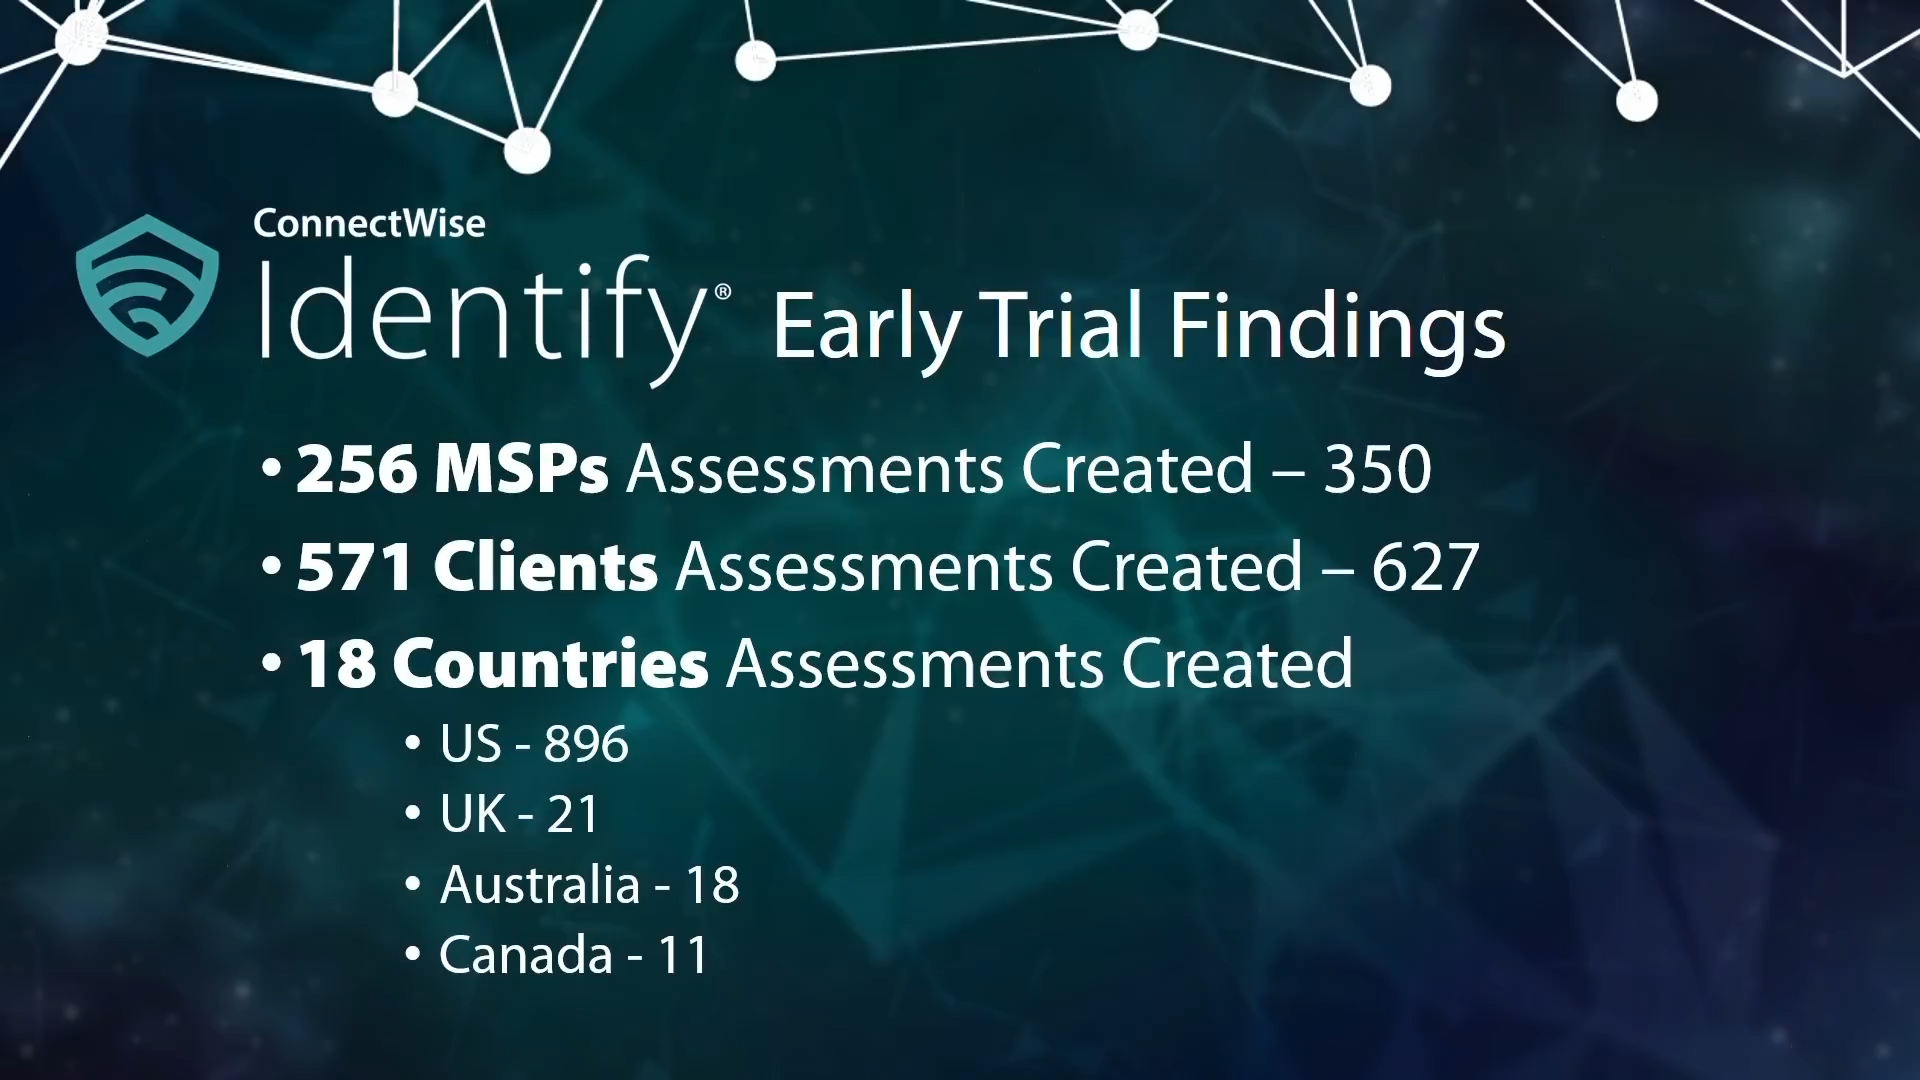 ConnectWise
Identify® Early Trial Findings
• 256 MSPs Assessments Created – 350
• 571 Clients Assessments Created – 627
• 18 Countries Assessments Created
• US - 896
• UK - 21
• Australia - 18
• Canada - 11